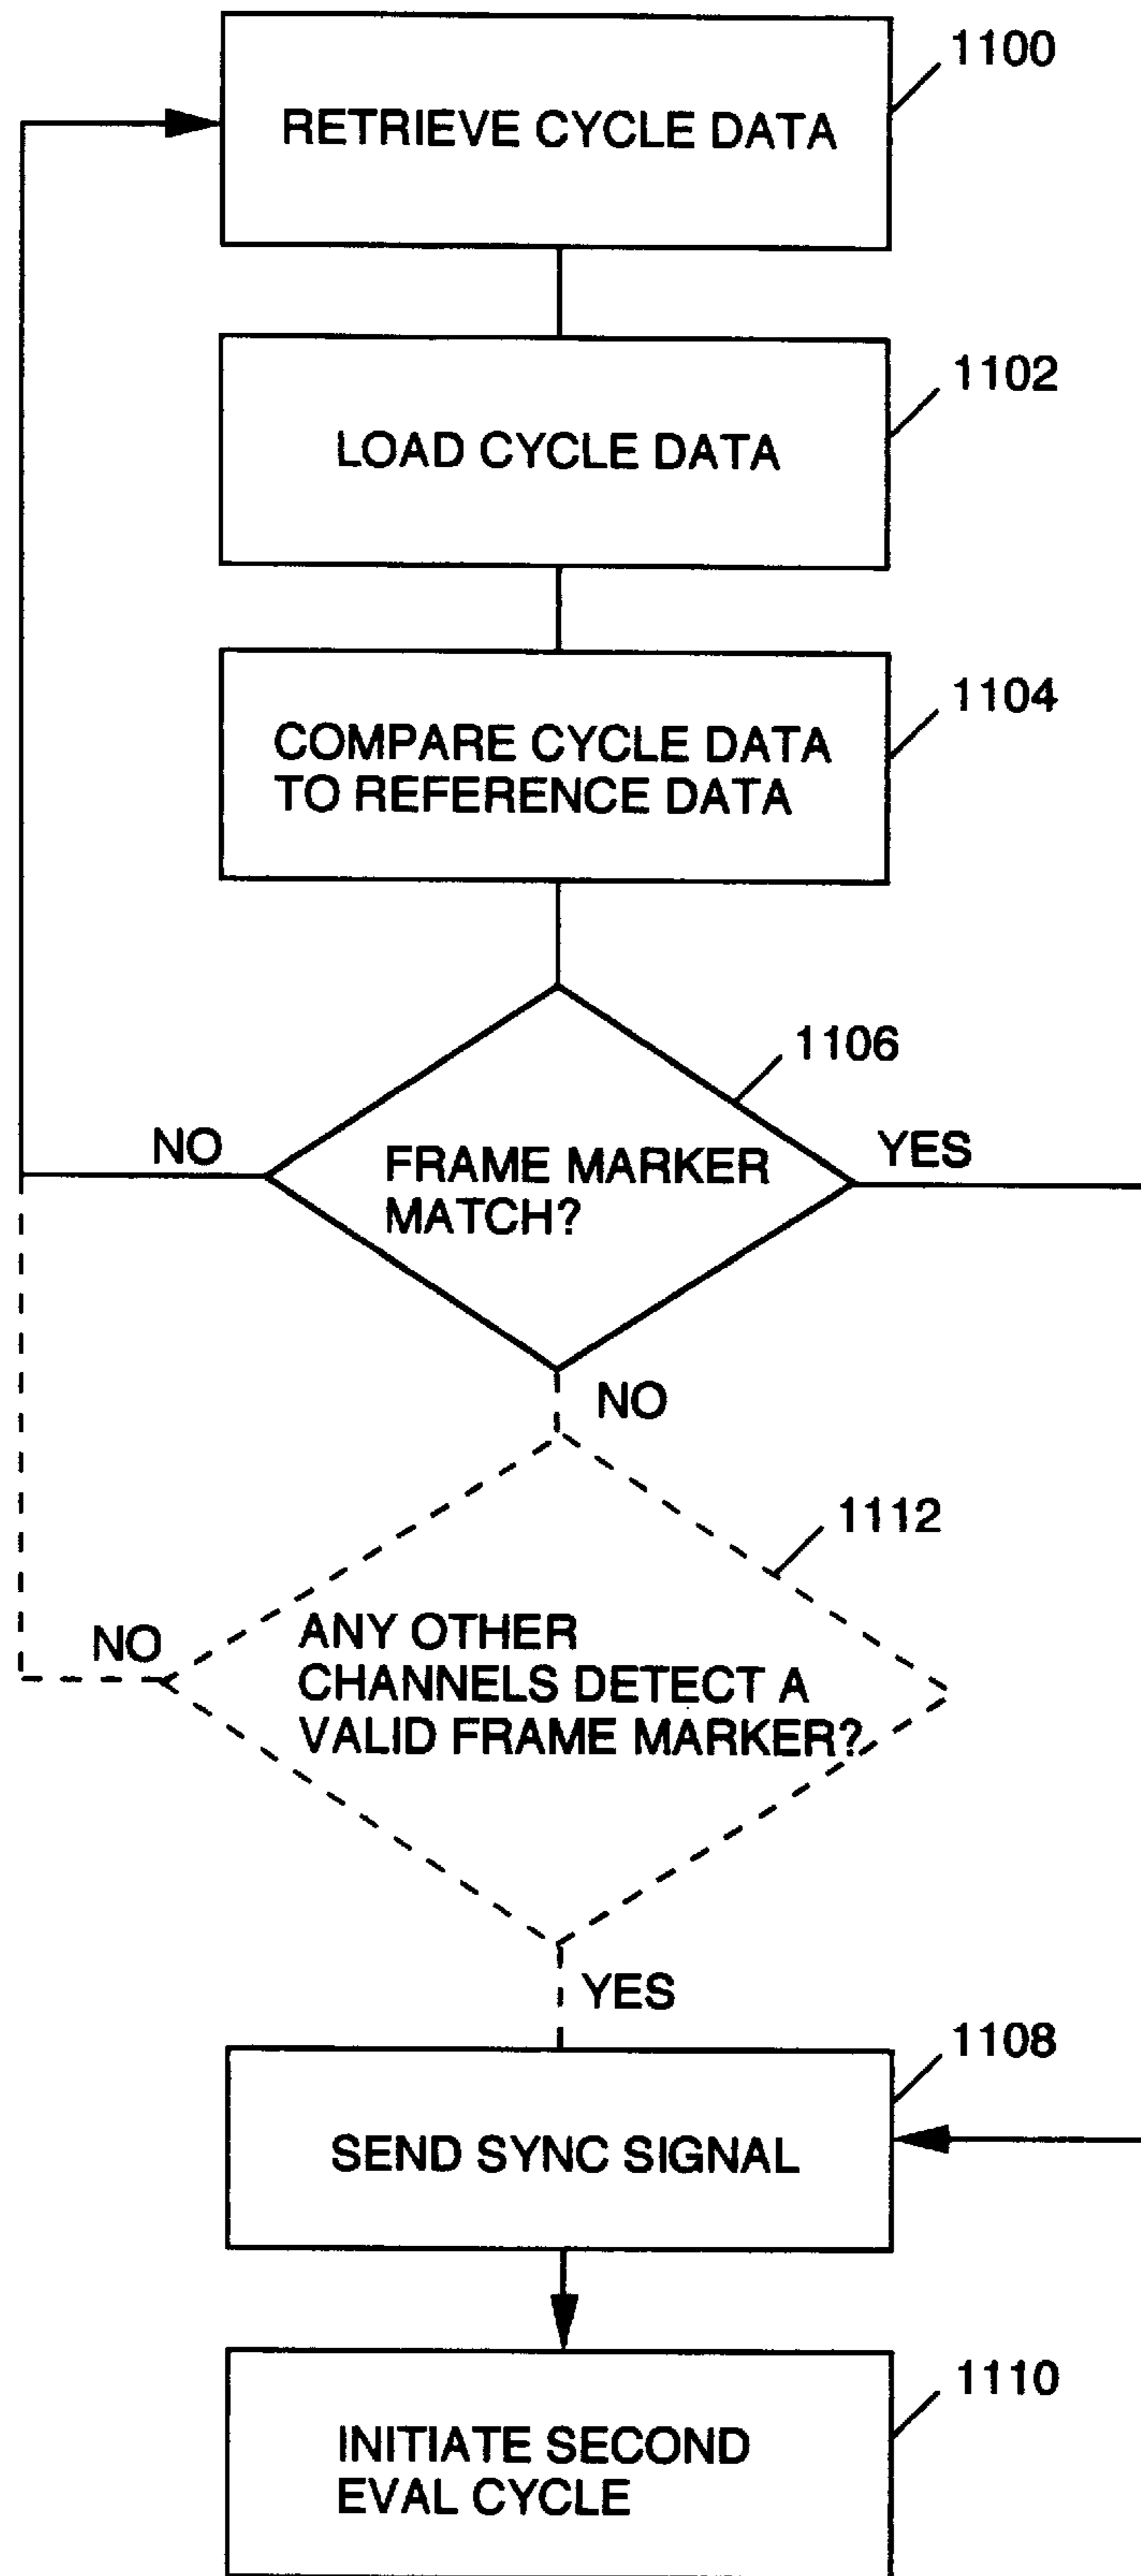 1100
RETRIEVE CYCLE DATA
1102
LOAD CYCLE DATA
1104
COMPARE CYCLE DATA
TO REFERENCE DATA
1106
NO
YES
FRAME MARKER
MATCH?
NO
1112
NO
ANY OTHER
CHANNELS DETECT A
VALID FRAME MARKER?
YES
1108
SEND SYNC SIGNAL
1110
INITIATE SECOND
EVAL CYCLE